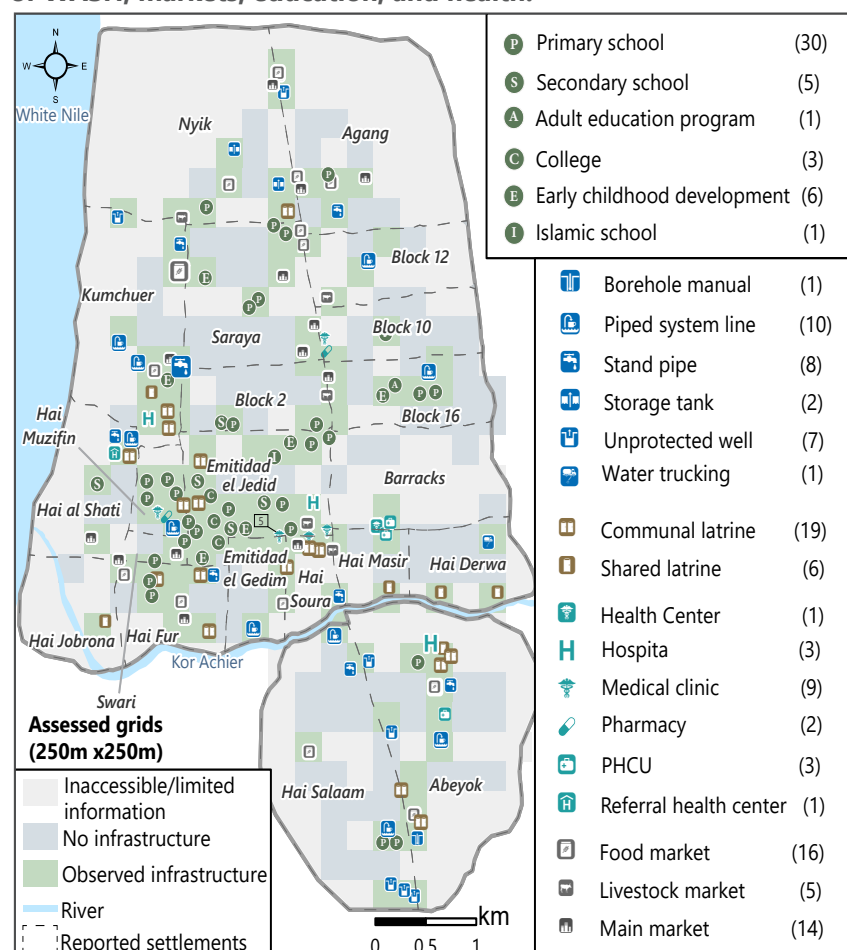 of WASH, markets, education, and health.
N
W E
S
White Nile
Nyik
Agang
Block 12
Kumchuer
Saraya
Block 10
Block 2
Block 16
Hai
Muzifin
Emitidad
el Jedid
Barracks
Hai al Shati
5
Emitidad
el Gedim
Hai Masir
Hai Derwa
Hai
Soura
Hai Jobrona
Hai Fur
Kor Achier
Swari
Hai Salaam
Abeyok
P Primary school (30)
S Secondary school (5)
A Adult education program (1)
C College (3)
E Early childhood development (6)
I Islamic school (1)
Borehole manual (1)
Piped system line (10)
Stand pipe (8)
Storage tank (2)
Unprotected well (7)
Water trucking (1)
Communal latrine (19)
Shared latrine (6)
Health Center (1)
H Hospita (3)
Medical clinic (9)
Pharmacy (2)
PHCU (3)
Referral health center (1)
Food market (16)
Livestock market (5)
Main market (14)
Assessed grids
(250m x250m)
Inaccessible/limited
information
No infrastructure
Observed infrastructure
River
Reported settlements
km
0 0.5 1